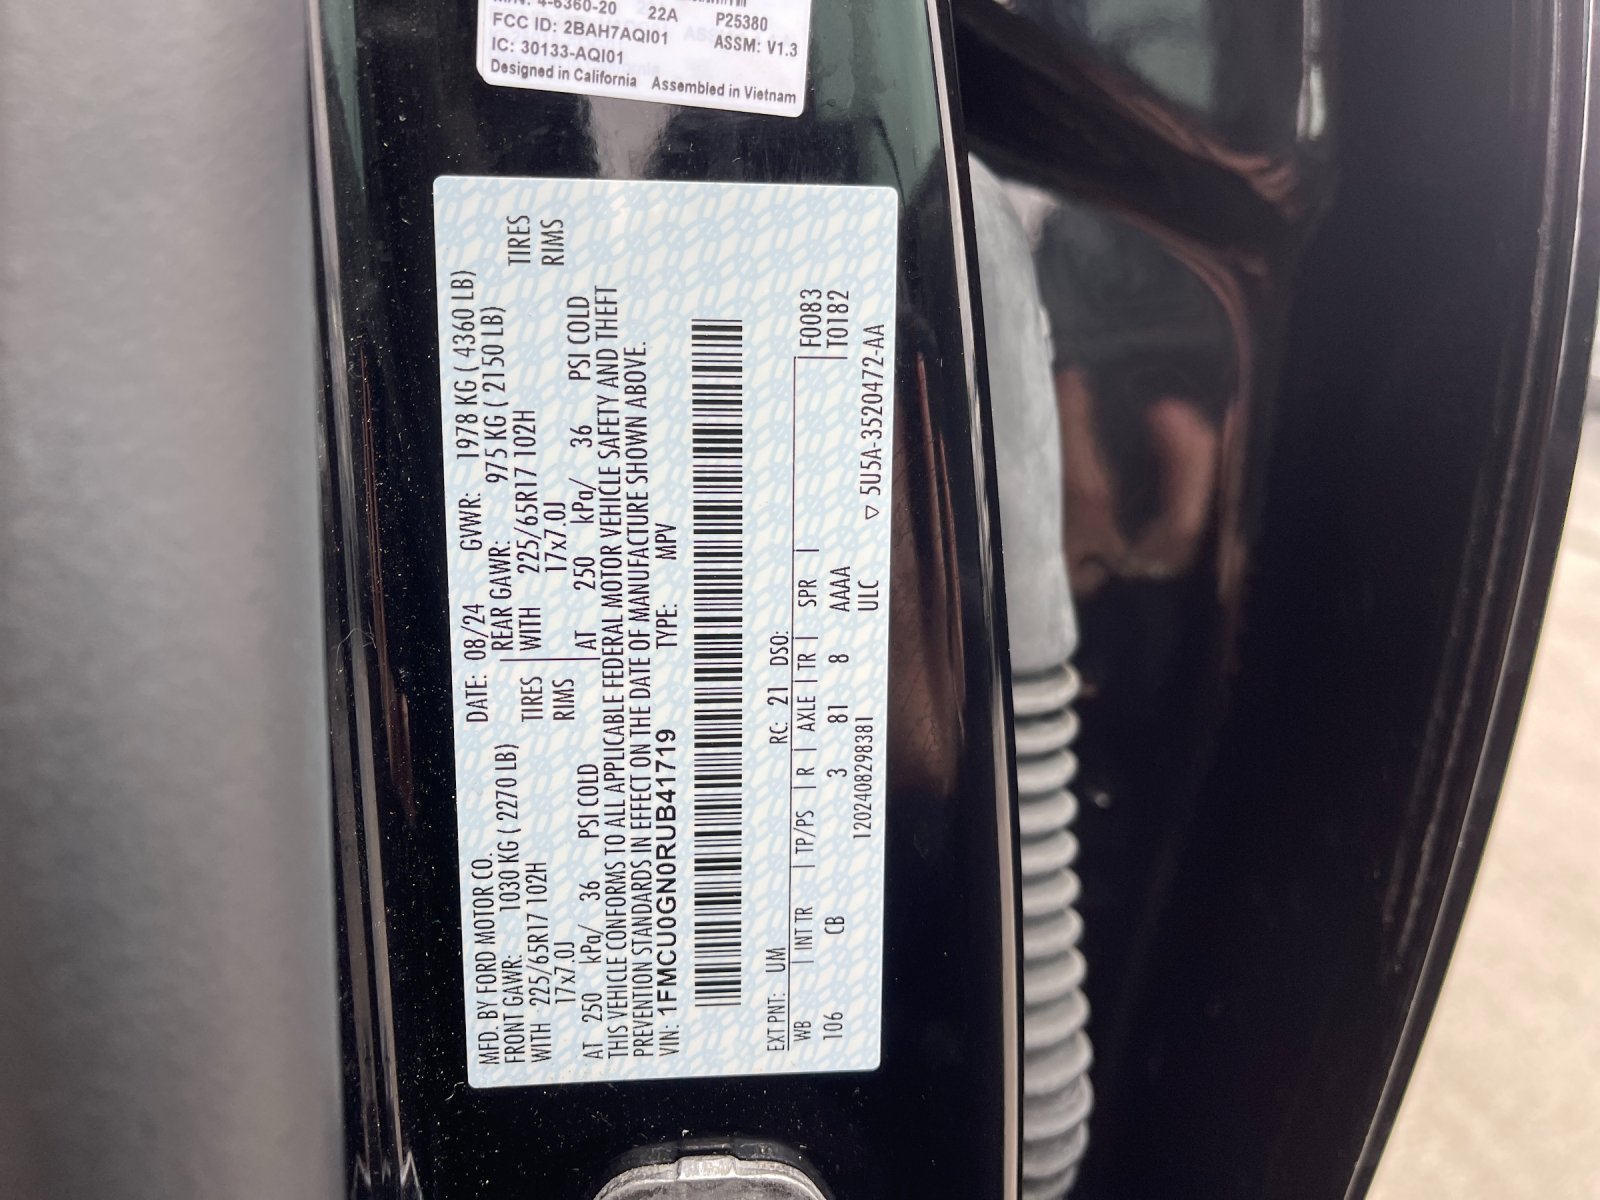 4-6360-20 22A P25380
FCC ID: 2BAH7AQI01 ASSM: V1.3
IC: 30133-AQI01
Designed in California Assembled in Vietnam
MFD. BY FORD MOTOR CO. DATE: 08/24 GVWR: 1978 KG ( 4360 LB)
FRONT GAWR: 1030 KG ( 2270 LB) REAR GAWR: 975 KG ( 2150 LB)
WITH 225/65R17 102H TIRES WITH 225/65R17 102H TIRES
17x7.0J RIMS 17x7.0J RIMS
AT 250 kPa/ 36 PSI COLD AT 250 kPa/ 36 PSI COLD
THIS VEHICLE CONFORMS TO ALL APPLICABLE FEDERAL MOTOR VEHICLE SAFETY AND THEFT
PREVENTION STANDARDS IN EFFECT ON THE DATE OF MANUFACTURE SHOWN ABOVE.
VIN: 1FMCU0GN0RUB41719 TYPE: MPV
EXT PNT: UM RC: 21 DSO: F0083
WB | INT TR | TP/PS | R | AXLE | TR | SPR | T0182
106 CB 3 81 8 AAAA
120240829838​1 ULC ▽ 5U5A-3520472-AA